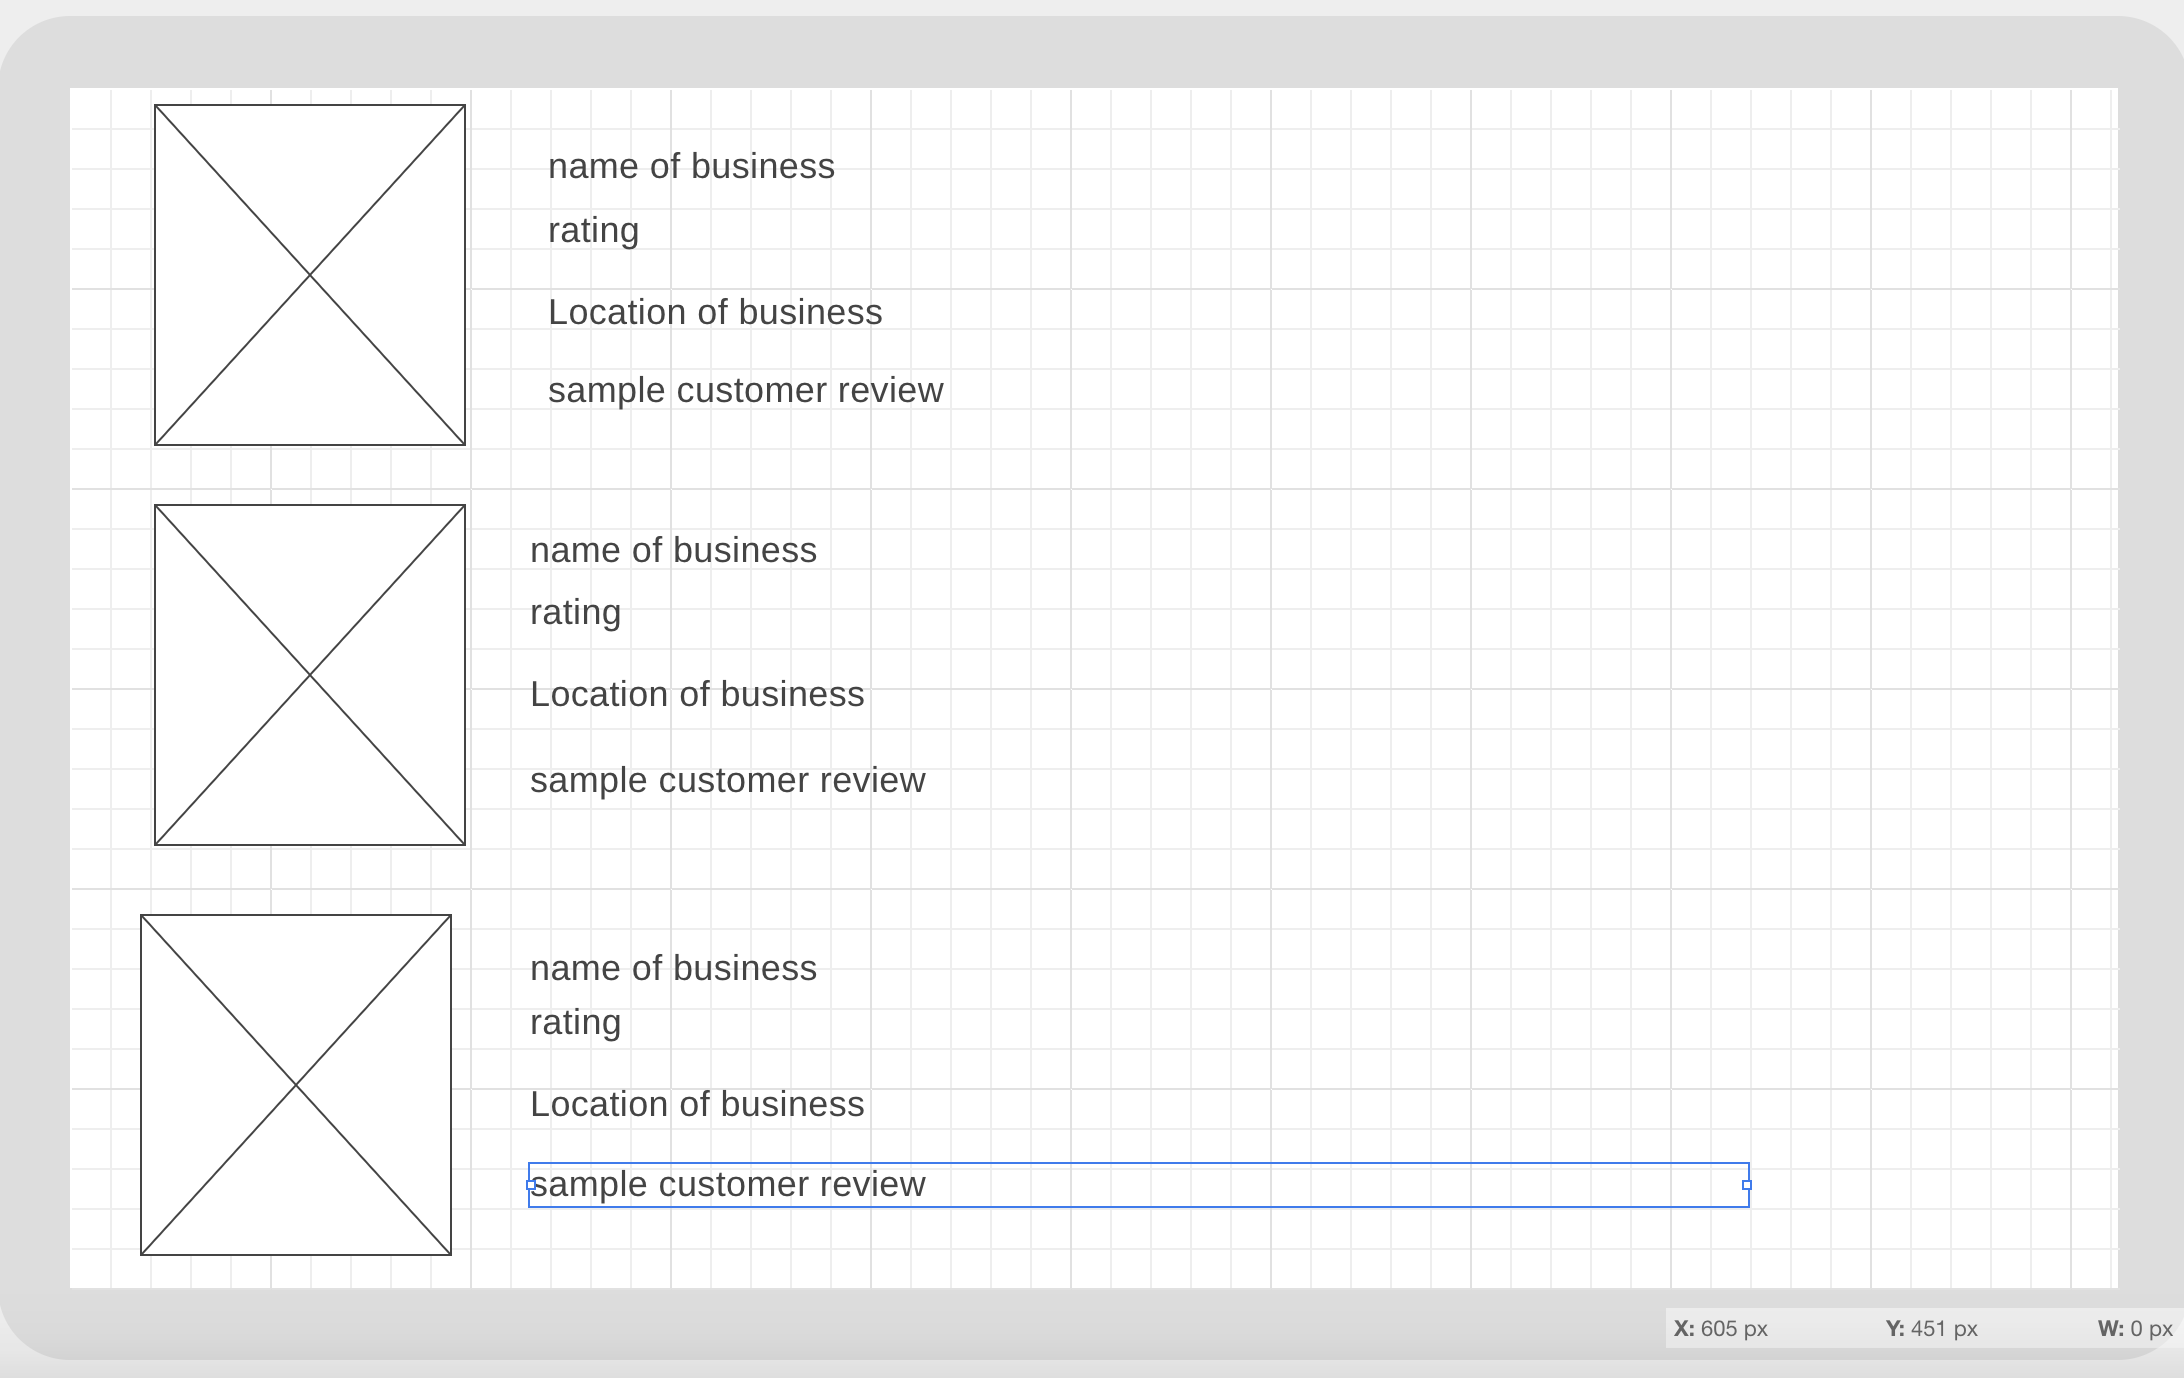 name of business
rating
Location of business
sample customer review
name of business
rating
Location of business
sample customer review
name of business
rating
Location of business
sample customer review
X: 605 px Y: 451 px W: 0 px